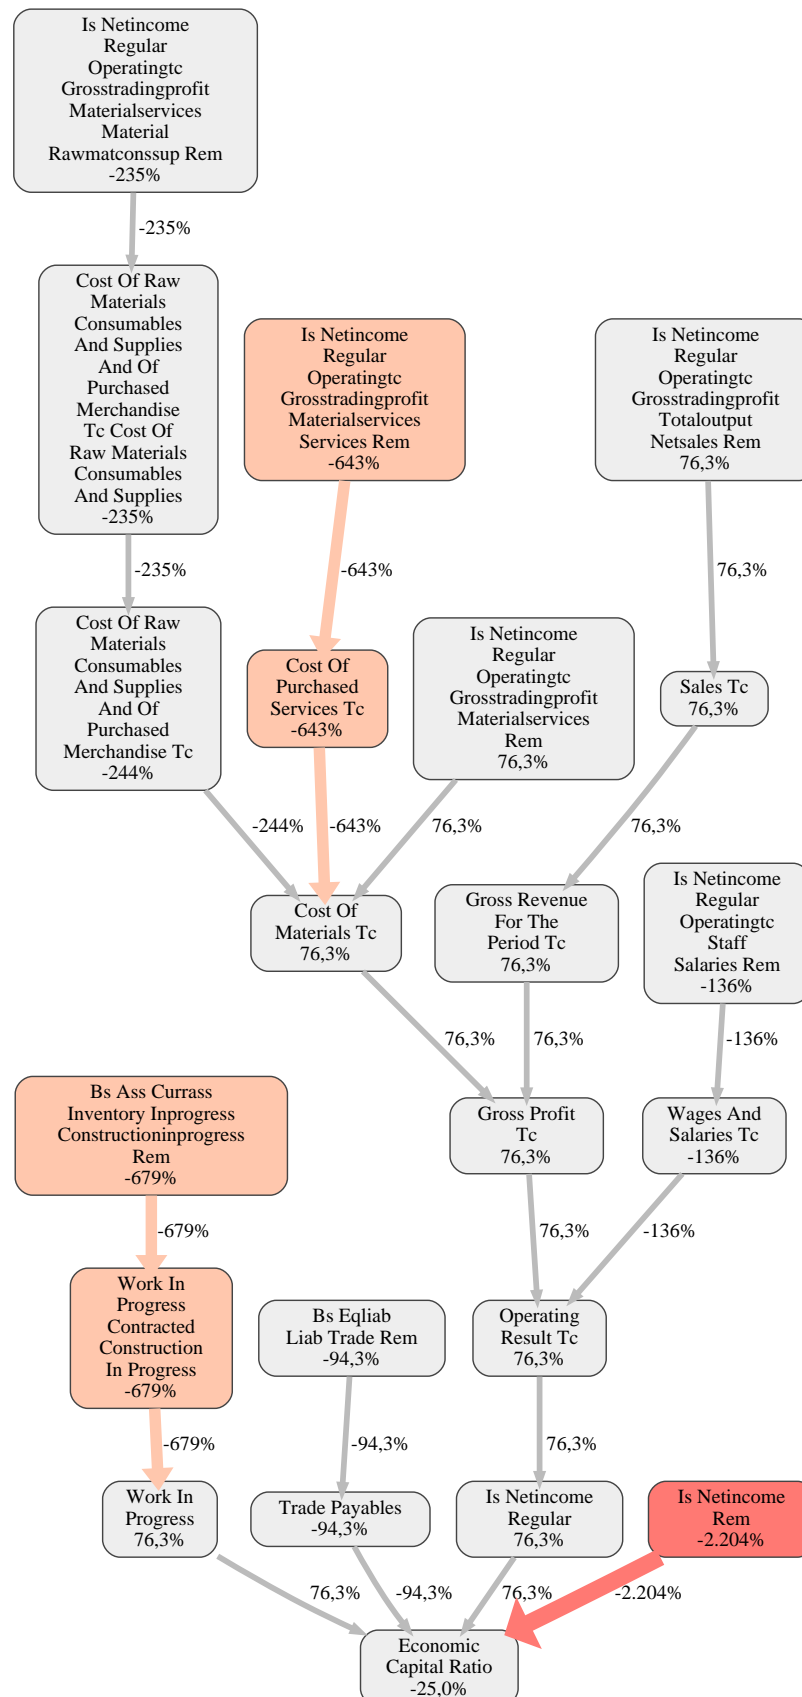 Is Netincome
Regular
Operatingtc
Grosstradingprofit
Materialservices
Material
Rawmatconssup Rem
-235%
-235%
Cost Of Raw
Materials
Consumables
And Supplies
And Of
Purchased
Merchandise
Tc Cost Of
Raw Materials
Consumables
And Supplies
-235%
Is Netincome
Regular
Operatingtc
Grosstradingprofit
Materialservices
Services Rem
-643%
Is Netincome
Regular
Operatingtc
Grosstradingprofit
Totaloutput
Netsales Rem
76,3%
-235%
-643%
76,3%
Cost Of Raw
Materials
Consumables
And Supplies
And Of
Purchased
Merchandise Tc
-244%
Cost Of
Purchased
Services Tc
-643%
Is Netincome
Regular
Operatingtc
Grosstradingprofit
Materialservices
Rem
76,3%
Sales Tc
76,3%
-244%
-643%
76,3%
76,3%
Cost Of
Materials Tc
76,3%
Gross Revenue
For The
Period Tc
76,3%
Is Netincome
Regular
Operatingtc
Staff
Salaries Rem
-136%
76,3%
76,3%
-136%
Bs Ass Currass
Inventory Inprogress
Constructioninprogress
Rem
-679%
Gross Profit
Tc
76,3%
Wages And
Salaries Tc
-136%
-679%
76,3%
-136%
Work In
Progress
Contracted
Construction
In Progress
-679%
Bs Eqliab
Liab Trade Rem
-94,3%
Operating
Result Tc
76,3%
-679%
-94,3%
76,3%
Work In
Progress
76,3%
Trade Payables
-94,3%
Is Netincome
Regular
76,3%
Is Netincome
Rem
-2.204%
76,3%
-94,3%
76,3%
-2.204%
Economic
Capital Ratio
-25,0%